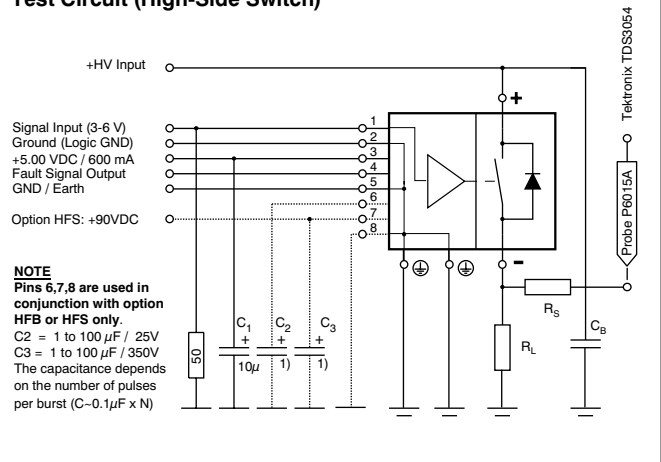 Test Circuit (High-Side Switch)
Tektronix TDS3054
+HV Input
+
Signal Input (3-6 V)
1
Ground (Logic GND)
2
+5.00 VDC / 600 mA
3
Fault Signal Output
4
GND / Earth
5
6
Option HFS: +90VDC
7
8
Probe P6015A
-
NOTE
Pins 6,7,8 are used in
conjunction with option
HFB or HFS only.
C2 = 1 to 100 µF / 25V
C3 = 1 to 100 µF / 350V
The capacitance depends
on the number of pulses
per burst (C~0.1µF x N)
50
C1
+
10µ
C2
+
1)
C3
+
1)
RS
RL
CB